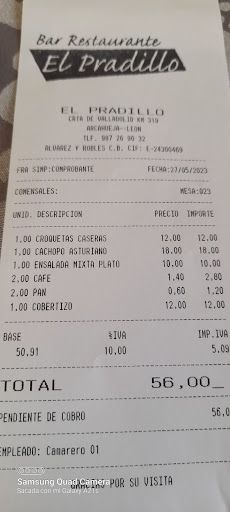 Bar Restaurante
El Pradillo
EL PRADILLO
CRTA DE VALLADOLID KM 319
ARCAHUEJA--LEON
TLF. 987 26 90 32
ALVAREZ Y ROBLES C.B. CIF: E-24300469
FRA SIMP:COMPROBANTE FECHA:27/05/2023
COMENSALES: MESA:023
UNID. DESCRIPCION PRECIO IMPORTE
1.00 CROQUETAS CASERAS 12.00 12.00
1.00 CACHOPO ASTURIANO 18.00 18.00
1.00 ENSALADA MIXTA PLATO 10.00 10.00
2.00 CAFE 1.40 2.80
2.00 PAN 0.60 1.20
1.00 COBERTIZO 12.00 12.00
BASE %IVA IMP.IVA
50.91 10.00 5.09
TOTAL 56,00_
PENDIENTE DE COBRO 56.0
EMPLEADO: Camarero 01
GRACIAS POR SU VISITA
Samsung Quad Camera
Sacada con mi Galaxy A21s